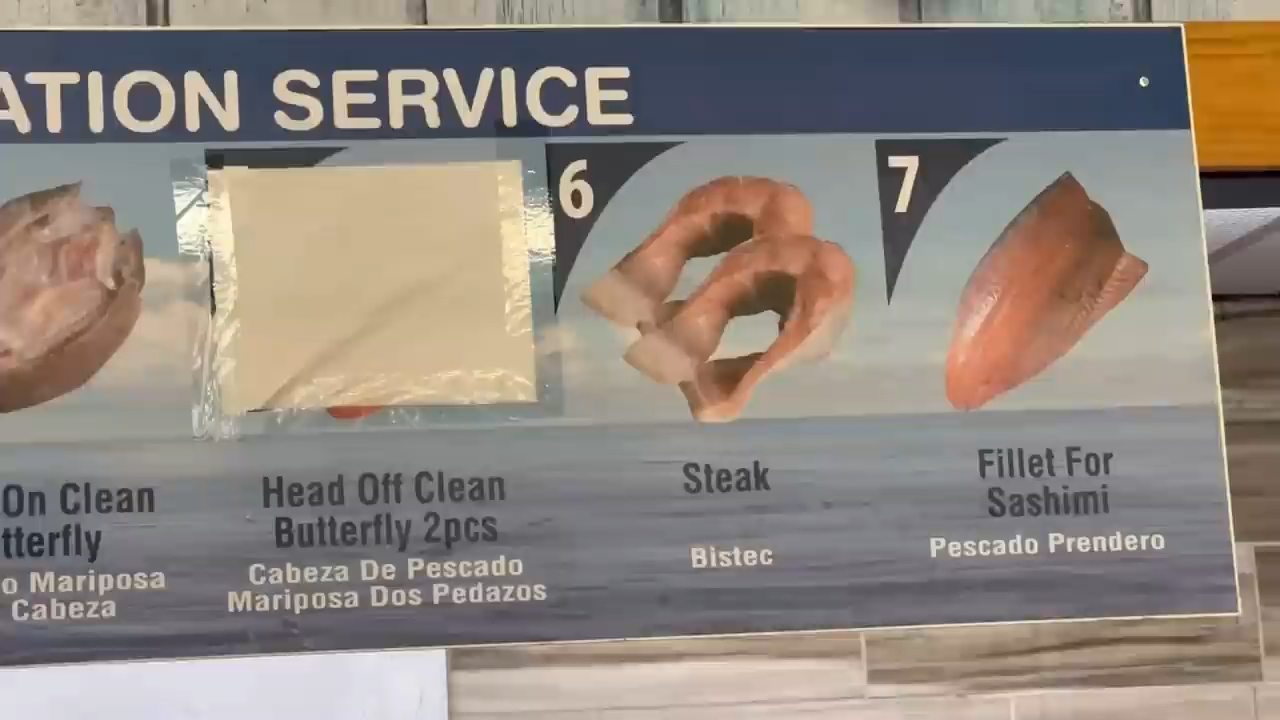 ATION SERVICE
On Clean
tterfly
o Mariposa
Cabeza
Head Off Clean
Butterfly 2pcs
Cabeza De Pescado
Mariposa Dos Pedazos
6
Steak
Bistec
7
Fillet For
Sashimi
Pescado Prendero